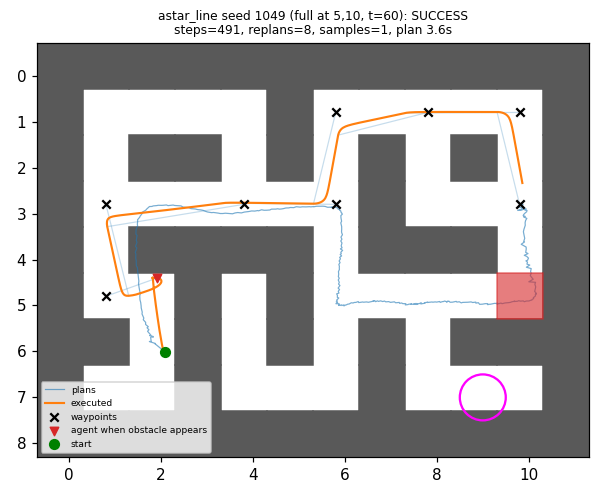 astar_line seed 1049 (full at 5,10, t=60): SUCCESS
steps=491, replans=8, samples=1, plan 3.6s
0
1
2
3
4
5
6
7
8
plans
executed
waypoints
agent when obstacle appears
start
0 2 4 6 8 10